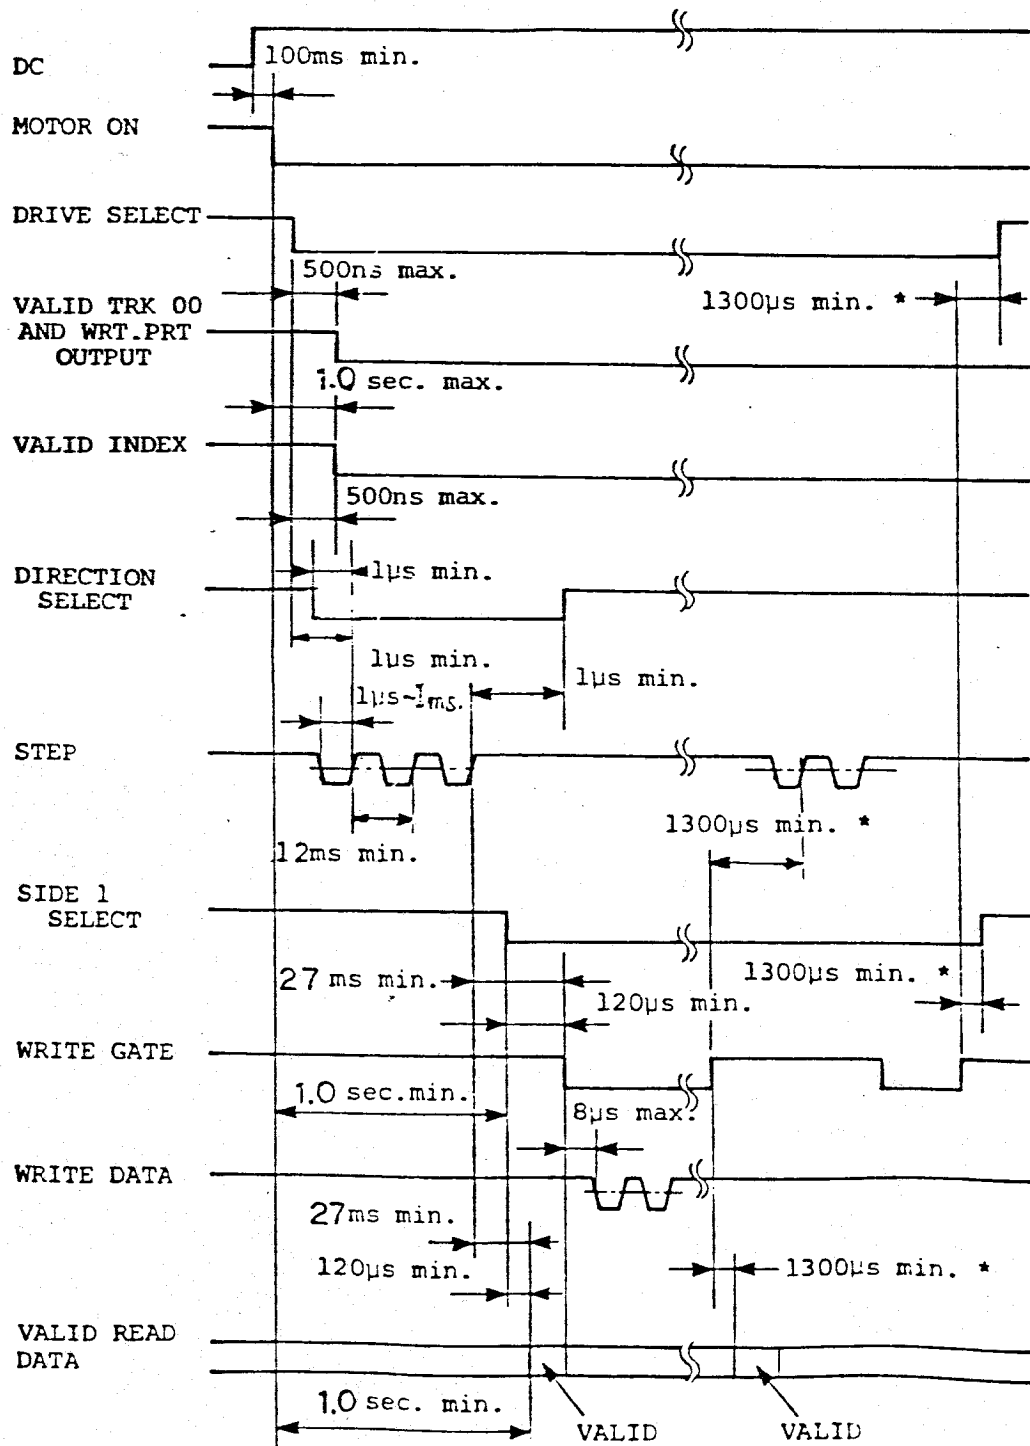 DC
100ms min.
MOTOR ON
DRIVE SELECT
500ns max.
1300µs min. *
VALID TRK 00
AND WRT.PRT
OUTPUT
1.0 sec. max.
VALID INDEX
500ns max.
DIRECTION
SELECT
1µs min.
1µs min.
1µs min.
1µs~1ms.
STEP
12ms min.
1300µs min. *
SIDE 1
SELECT
27 ms min.
1300µs min. *
120µs min.
WRITE GATE
1.0 sec.min.
8µs max.
WRITE DATA
27ms min.
120µs min.
1300µs min. *
VALID READ
DATA
1.0 sec. min.
VALID
VALID